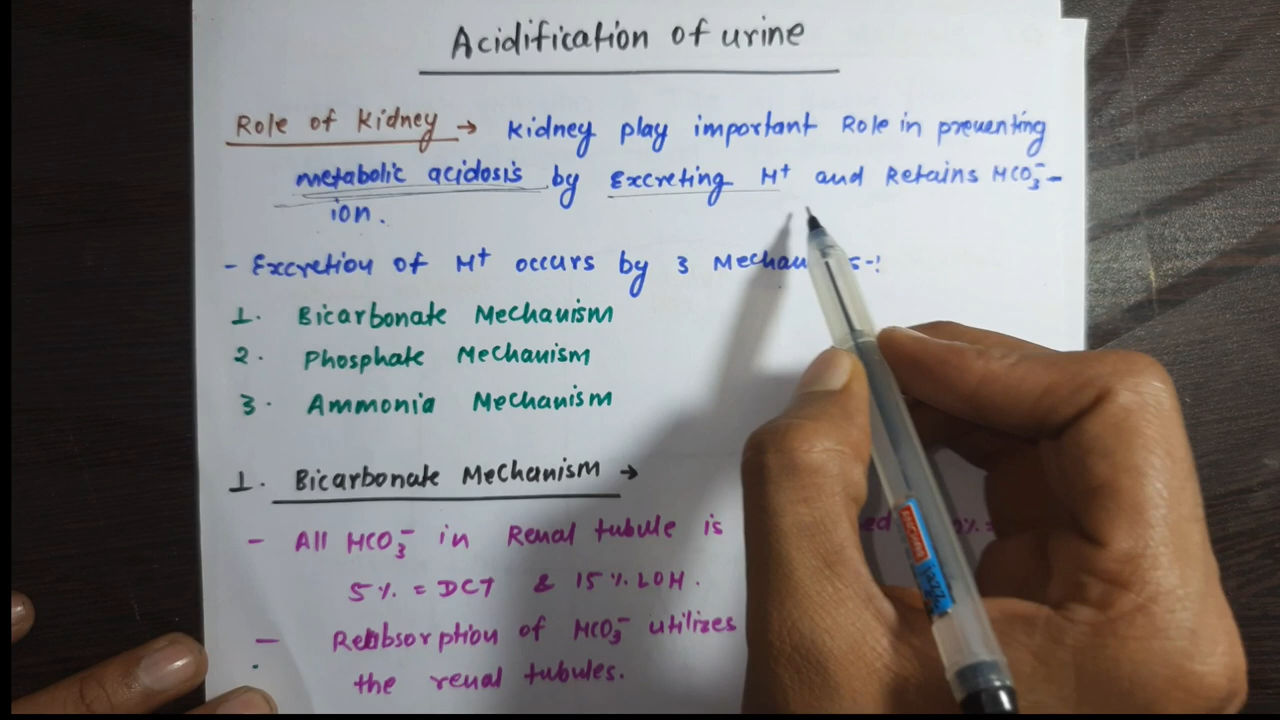 Acidification of urine
Role of Kidney → Kidney play important Role in preventing
metabolic acidosis by Excreting H+ and Retains HCO3-
ion.
- Excretion of H+ occurs by 3
1. Bicarbonate Mechanism
2. Phosphate Mechanism
3. Ammonia Mechanism
1. Bicarbonate Mechanism →
- All HCO3- in Renal tubule is
5% = DCT & 15% LOH.
- Reabsorption of HCO3- utilizes
the renal tubules.